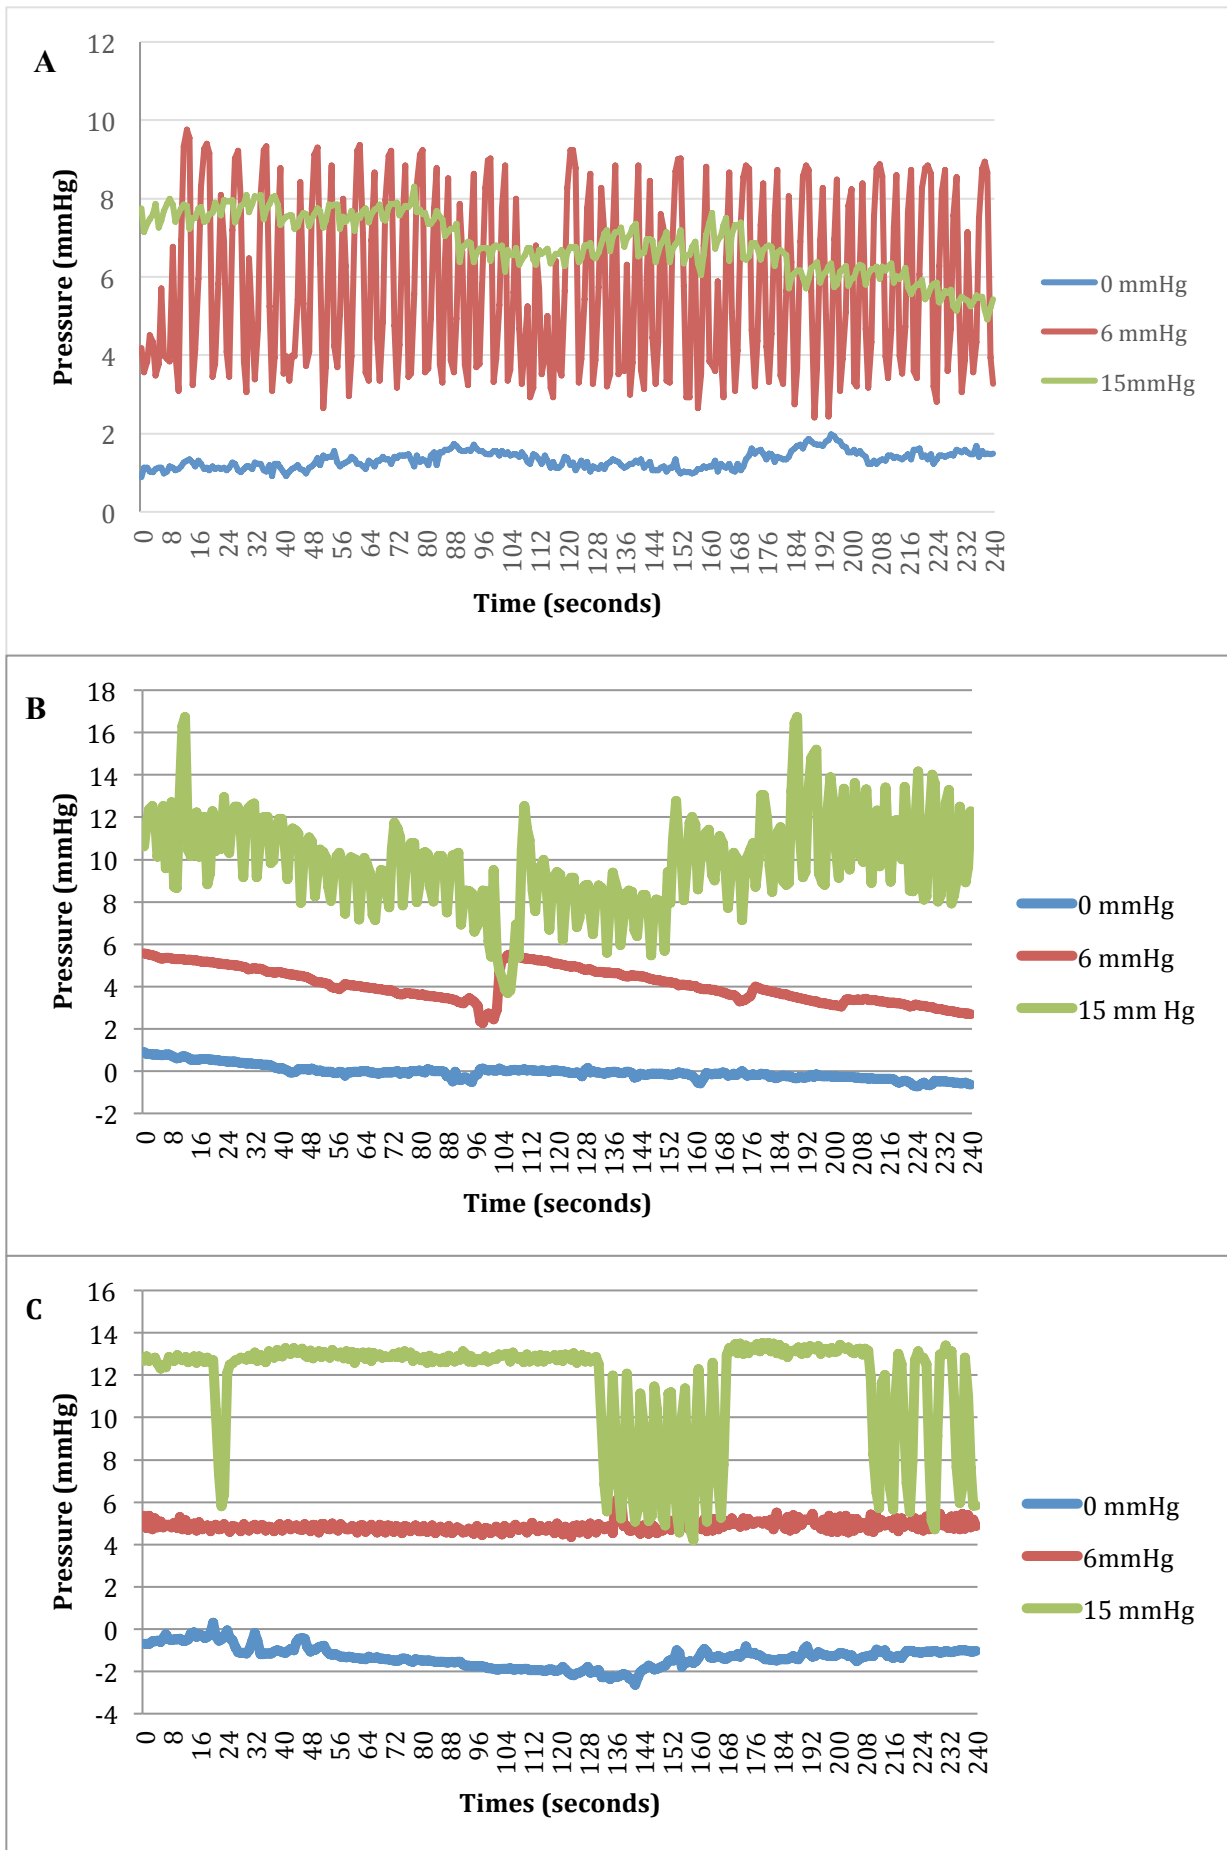 A
12
10
8
6
4
2
0
Pressure (mmHg)
0 8 16 24 32 40 48 56 64 72 80 88 96 104 112 120 128 136 144 152 160 168 176 184 192 200 208 216 224 232 240
Time (seconds)
0 mmHg
6 mmHg
15mmHg
B
18
16
14
12
10
8
6
4
2
0
-2
Pressure (mmHg)
0 8 16 24 32 40 48 56 64 72 80 88 96 104 112 120 128 136 144 152 160 168 176 184 192 200 208 216 224 232 240
Time (seconds)
0 mmHg
6 mmHg
15 mm Hg
C
16
14
12
10
8
6
4
2
0
-2
-4
Pressure (mmHg)
0 8 16 24 32 40 48 56 64 72 80 88 96 104 112 120 128 136 144 152 160 168 176 184 192 200 208 216 224 232 240
Times (seconds)
0 mmHg
6mmHg
15 mmHg